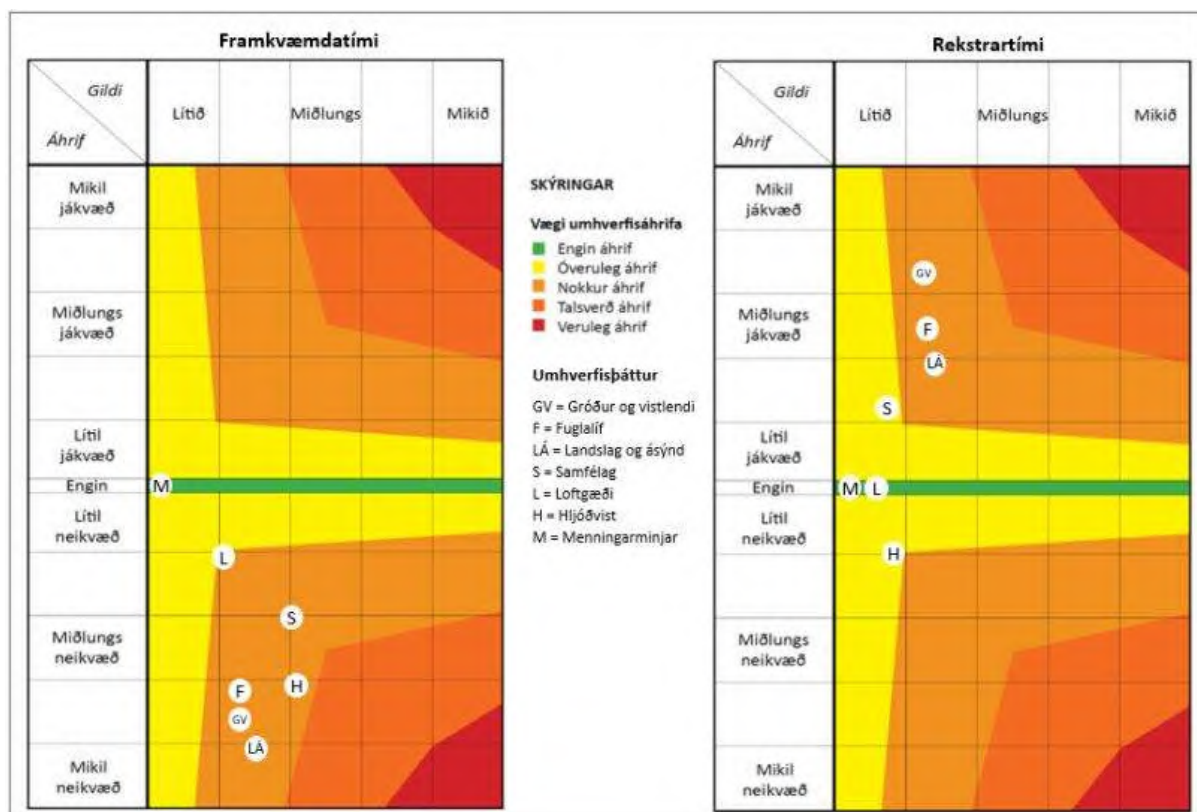 Framkvæmdatími
Gildi
Áhrif
Lítið
Miðlungs
Mikið
Mikil
jákvæð
Miðlungs
jákvæð
Lítil
jákvæð
Engin
Lítil
neikvæð
Miðlungs
neikvæð
Mikil
neikvæð
M
L
S
F
H
GV
LÁ
SKÝRINGAR
Vægi umhverfisáhrifa
Engin áhrif
Óveruleg áhrif
Nokkur áhrif
Talsverð áhrif
Veruleg áhrif
Umhverfisþáttur
GV = Gróður og vistlendi
F = Fuglalíf
LÁ = Landslag og ásýnd
S = Samfélag
L = Loftgæði
H = Hljóðvist
M = Menningarminjar
Rekstrartími
Gildi
Áhrif
Lítið
Miðlungs
Mikið
Mikil
jákvæð
Miðlungs
jákvæð
Lítil
jákvæð
Engin
Lítil
neikvæð
Miðlungs
neikvæð
Mikil
neikvæð
GV
F
LÁ
S
M
L
H